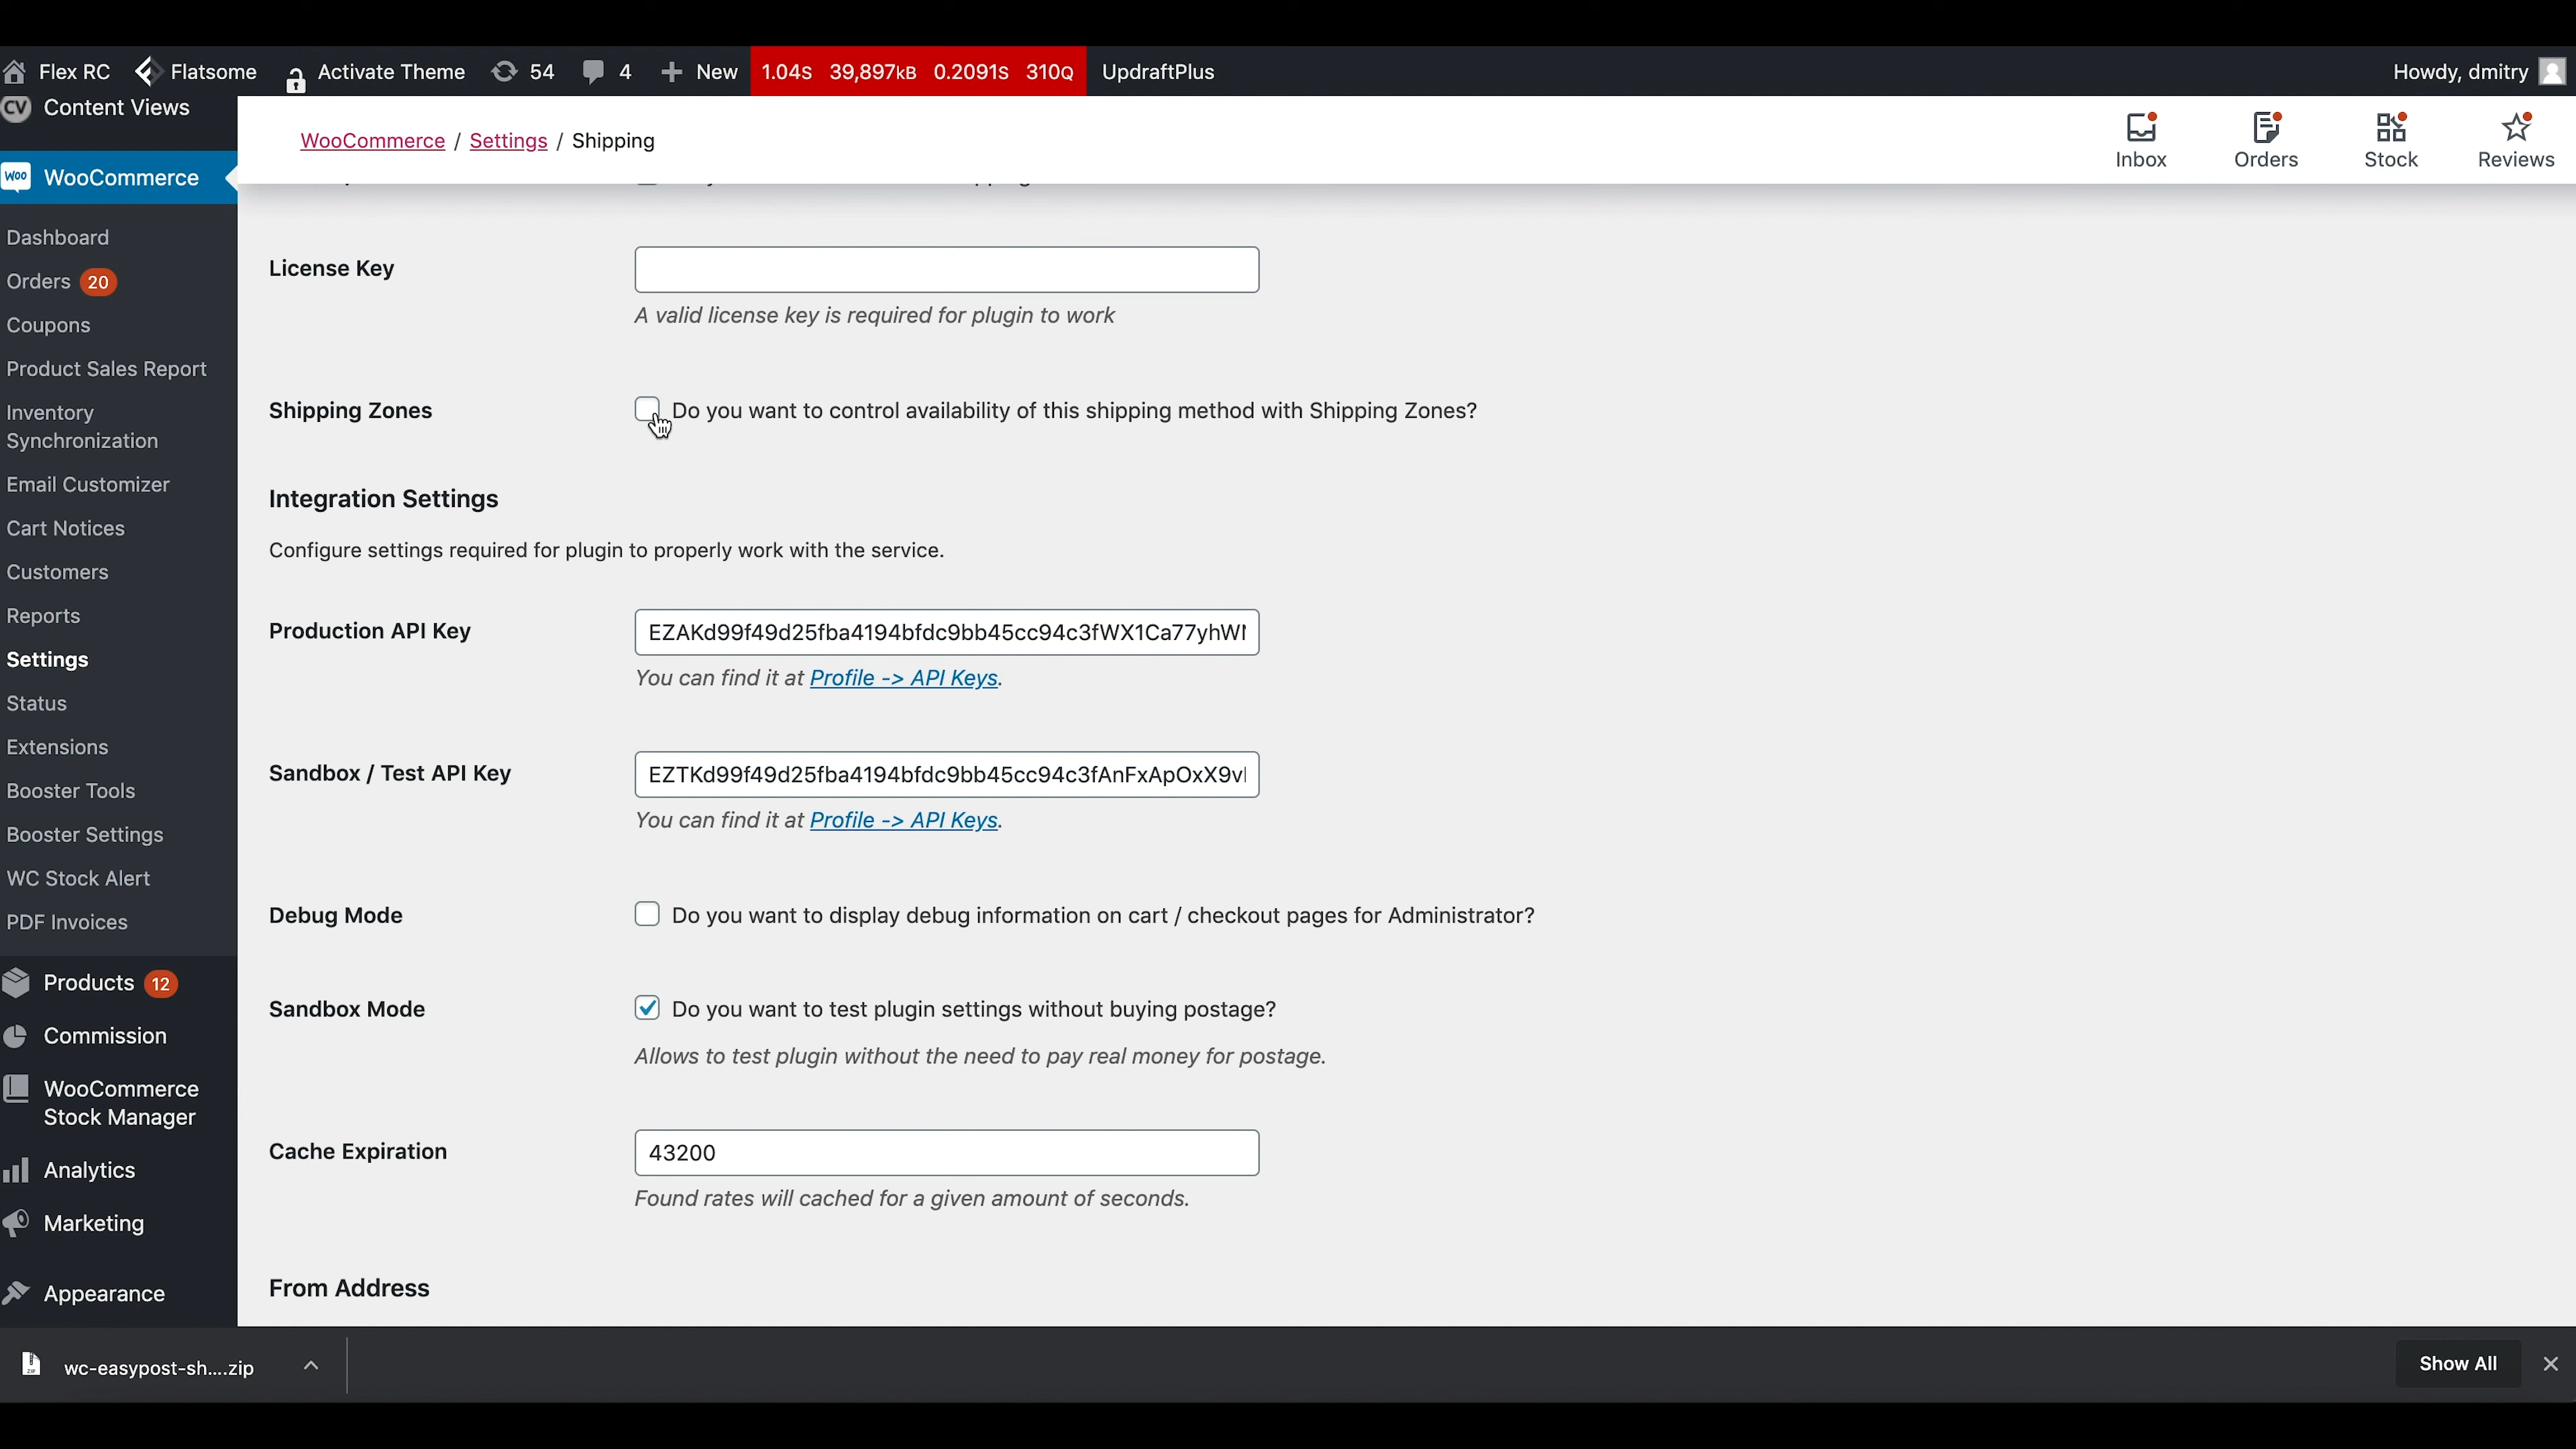 Flex RC Flatsome Activate Theme 54 4 New 1.04s 39,897KB 0.2091s 310Q UpdraftPlus Howdy, dmitry
CV Content Views
WooCommerce / Settings / Shipping
Inbox Orders Stock Reviews
Woo WooCommerce
Dashboard
Orders 20
Coupons
Product Sales Report
Inventory
Synchronization
Email Customizer
Cart Notices
Customers
Reports
Settings
Status
Extensions
Booster Tools
Booster Settings
WC Stock Alert
PDF Invoices
Products 12
Commission
WooCommerce
Stock Manager
Analytics
Marketing
Appearance
License Key
A valid license key is required for plugin to work
Shipping Zones Do you want to control availability of this shipping method with Shipping Zones?
Integration Settings
Configure settings required for plugin to properly work with the service.
Production API Key EZAKd99f49d25fba4194bfdc9bb45cc94c3fWX1Ca77yhW
You can find it at Profile -> API Keys.
Sandbox / Test API Key EZTKd99f49d25fba4194bfdc9bb45cc94c3fAnFxApOxX9v
You can find it at Profile -> API Keys.
Debug Mode Do you want to display debug information on cart / checkout pages for Administrator?
Sandbox Mode Do you want to test plugin settings without buying postage?
Allows to test plugin without the need to pay real money for postage.
Cache Expiration 43200
Found rates will cached for a given amount of seconds.
From Address
wc-easypost-sh....zip Show All